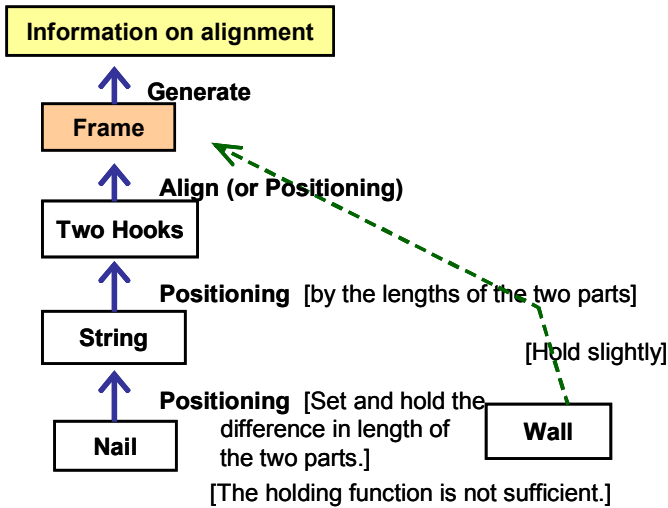 Information on alignment
Generate
Frame
Align (or Positioning)
Two Hooks
Positioning [by the lengths of the two parts]
String
[Hold slightly]
Positioning [Set and hold the
difference in length of
the two parts.]
Nail
Wall
[The holding function is not sufficient.]